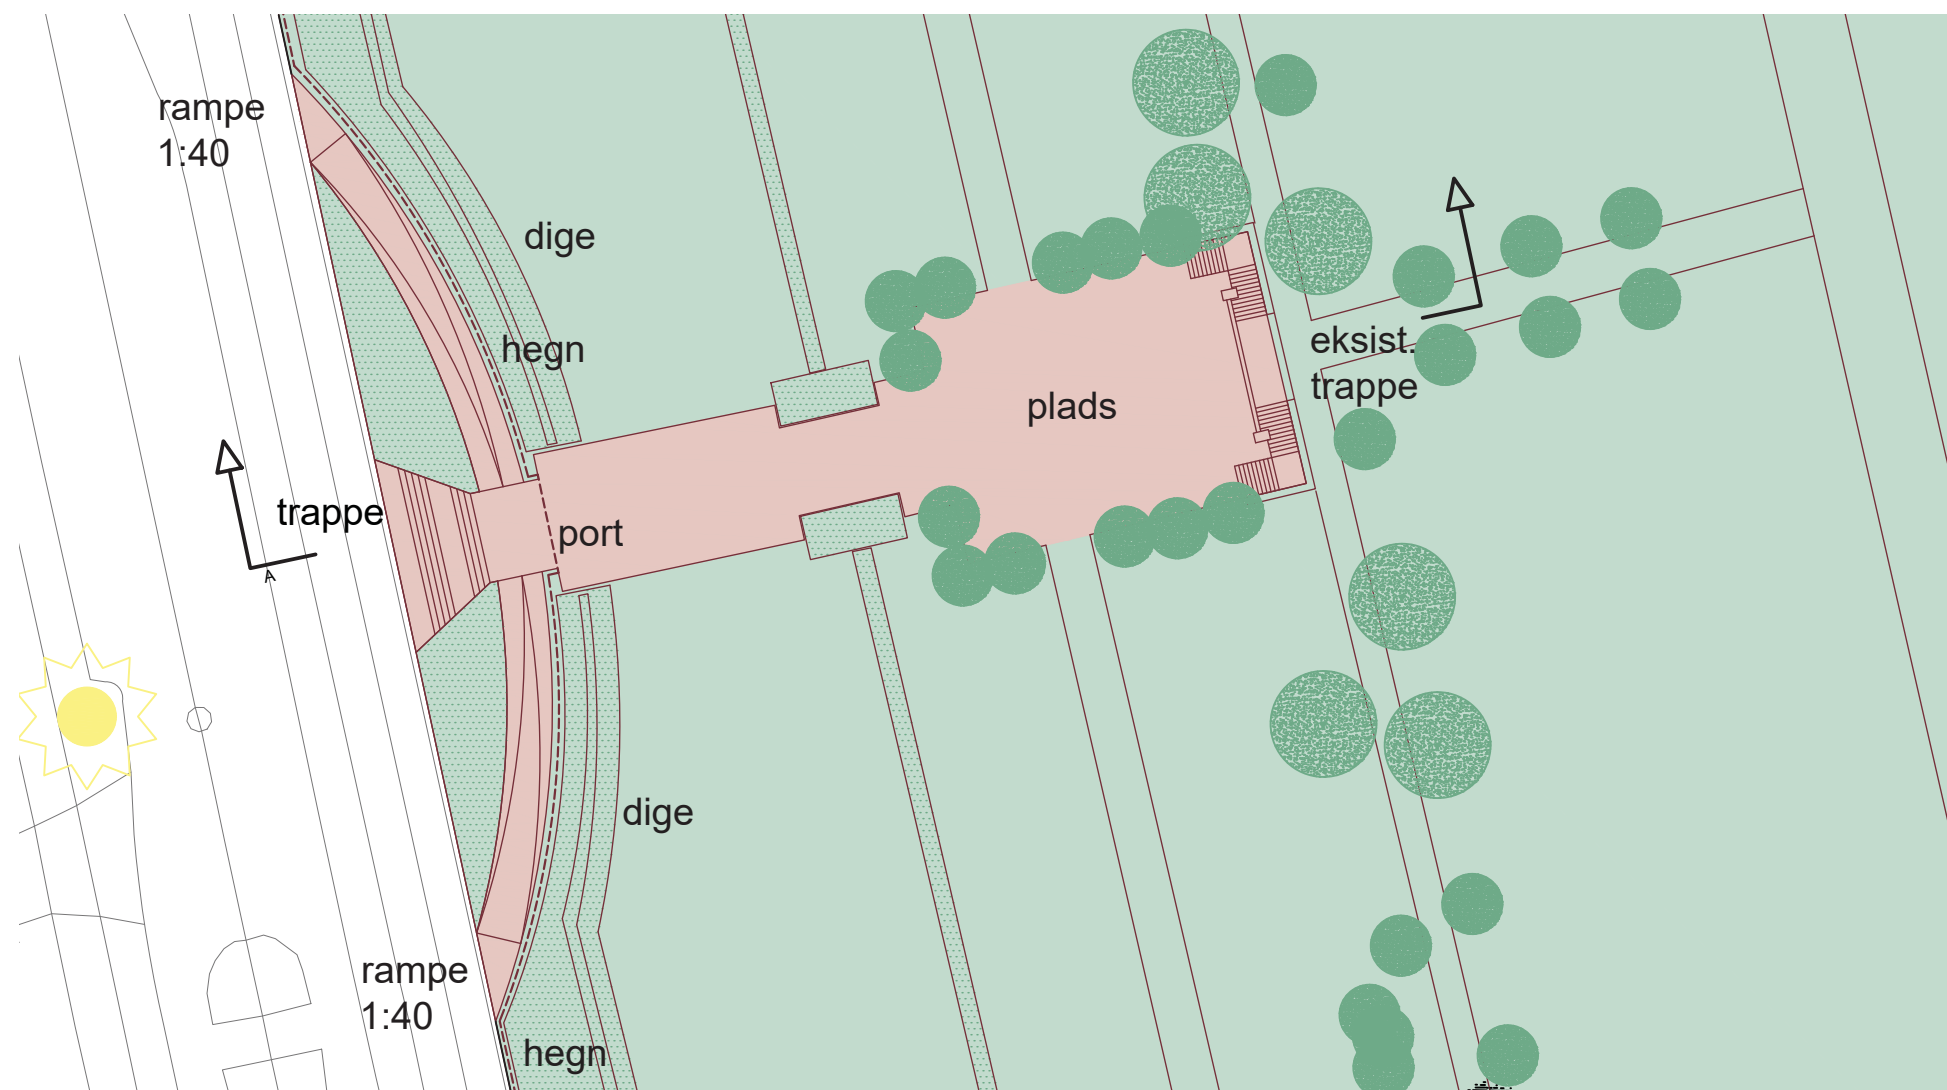 rampe
1:40
dige
hegn
eksist.
trappe
plads
trappe
port
A
dige
rampe
1:40
hegn